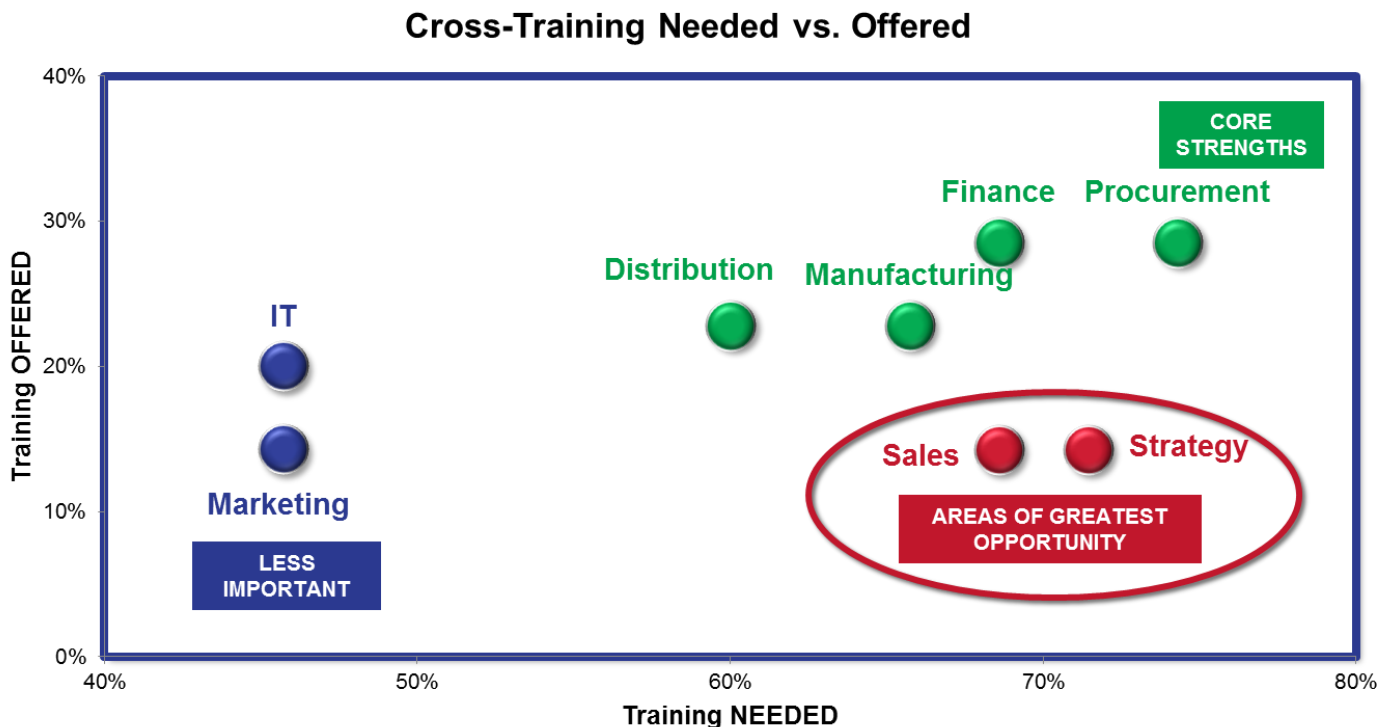 Cross-Training Needed vs. Offered
40%
CORE
STRENGTHS
Finance
Procurement
30%
Distribution
Manufacturing
IT
20%
Sales
Strategy
Marketing
10%
AREAS OF GREATEST
OPPORTUNITY
LESS
IMPORTANT
0%
40%
50%
60%
70%
80%
Training OFFERED
Training NEEDED